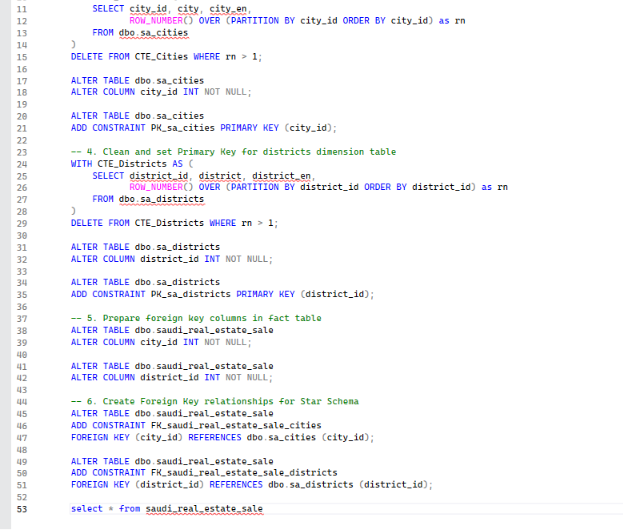 11 SELECT city_id, city, city_en,
12 ROW_NUMBER() OVER (PARTITION BY city_id ORDER BY city_id) as rn
13 FROM dbo.sa_cities
14 )
15 DELETE FROM CTE_Cities WHERE rn > 1;
16
17 ALTER TABLE dbo.sa_cities
18 ALTER COLUMN city_id INT NOT NULL;
19
20 ALTER TABLE dbo.sa_cities
21 ADD CONSTRAINT PK_sa_cities PRIMARY KEY (city_id);
22
23 -- 4. Clean and set Primary Key for districts dimension table
24 WITH CTE_Districts AS (
25 SELECT district_id, district, district_en,
26 ROW_NUMBER() OVER (PARTITION BY district_id ORDER BY district_id) as rn
27 FROM dbo.sa_districts
28 )
29 DELETE FROM CTE_Districts WHERE rn > 1;
30
31 ALTER TABLE dbo.sa_districts
32 ALTER COLUMN district_id INT NOT NULL;
33
34 ALTER TABLE dbo.sa_districts
35 ADD CONSTRAINT PK_sa_districts PRIMARY KEY (district_id);
36
37 -- 5. Prepare foreign key columns in fact table
38 ALTER TABLE dbo.saudi_real_estate_sale
39 ALTER COLUMN city_id INT NOT NULL;
40
41 ALTER TABLE dbo.saudi_real_estate_sale
42 ALTER COLUMN district_id INT NOT NULL;
43
44 -- 6. Create Foreign Key relationships for Star Schema
45 ALTER TABLE dbo.saudi_real_estate_sale
46 ADD CONSTRAINT FK_saudi_real_estate_sale_cities
47 FOREIGN KEY (city_id) REFERENCES dbo.sa_cities (city_id);
48
49 ALTER TABLE dbo.saudi_real_estate_sale
50 ADD CONSTRAINT FK_saudi_real_estate_sale_districts
51 FOREIGN KEY (district_id) REFERENCES dbo.sa_districts (district_id);
52
53 select * from saudi_real_estate_sale